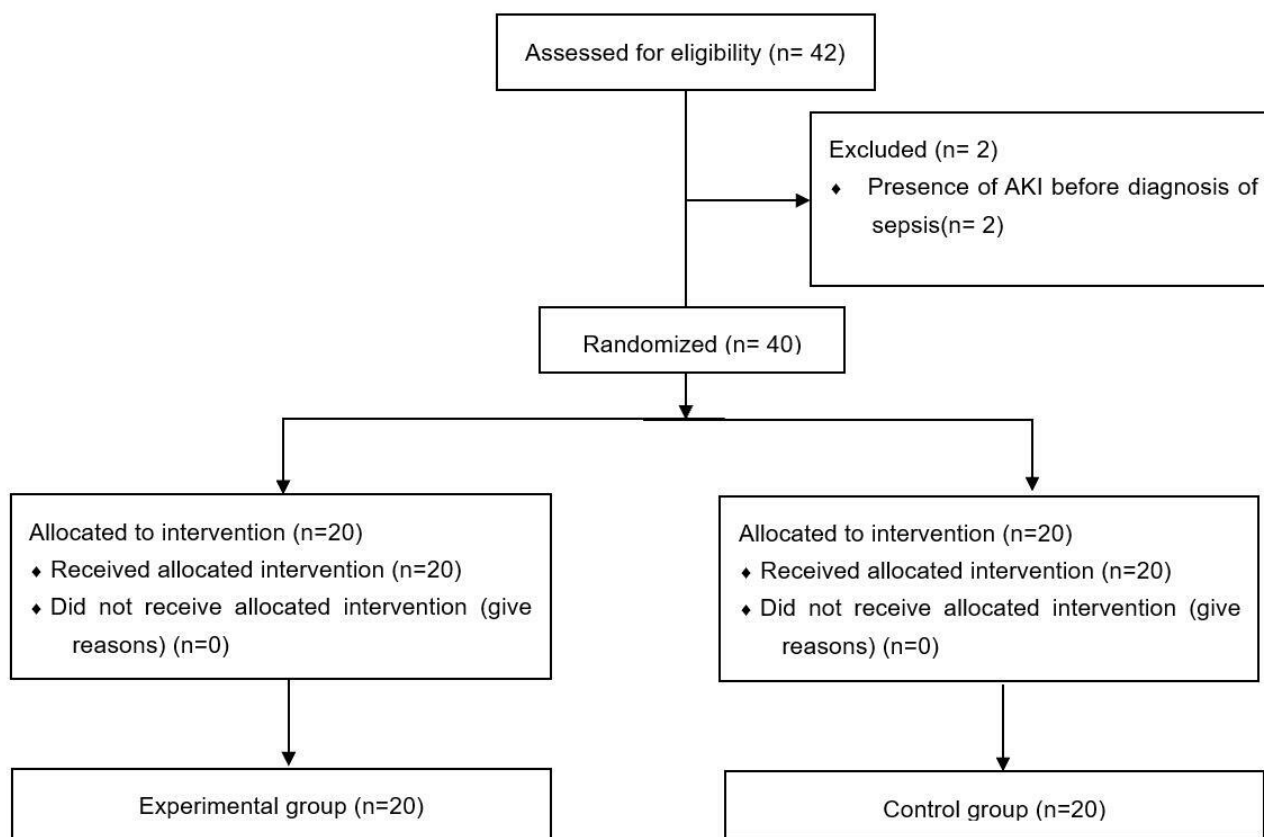 Assessed for eligibility (n= 42)
Excluded (n= 2)
♦ Presence of AKI before diagnosis of
sepsis(n= 2)
Randomized (n= 40)
Allocated to intervention (n=20)
♦ Received allocated intervention (n=20)
♦ Did not receive allocated intervention (give
reasons) (n=0)
Allocated to intervention (n=20)
♦ Received allocated intervention (n=20)
♦ Did not receive allocated intervention (give
reasons) (n=0)
Experimental group (n=20)
Control group (n=20)